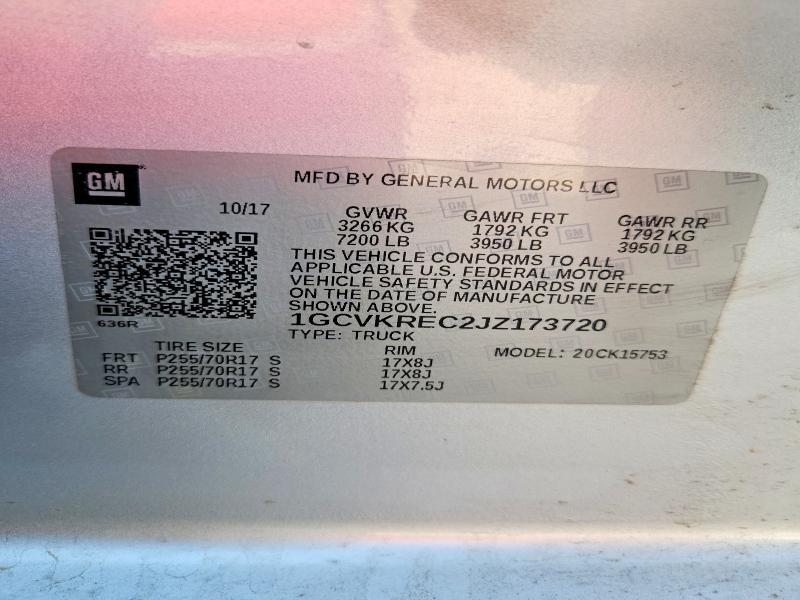 GM
MFD BY GENERAL MOTORS LLC
10/17
GVWR GAWR FRT GAWR RR
3266 KG 1792 KG 1792 KG
7200 LB 3950 LB 3950 LB
THIS VEHICLE CONFORMS TO ALL
APPLICABLE U.S. FEDERAL MOTOR
VEHICLE SAFETY STANDARDS IN EFFECT
ON THE DATE OF MANUFACTURE
SHOWN ABOVE.
636R
1GCVKREC2JZ173720
TYPE: TRUCK
TIRE SIZE RIM MODEL: 20CK15753
FRT P255/70R17 S 17X8J
RR P255/70R17 S 17X8J
SPA P255/70R17 S 17X7.5J